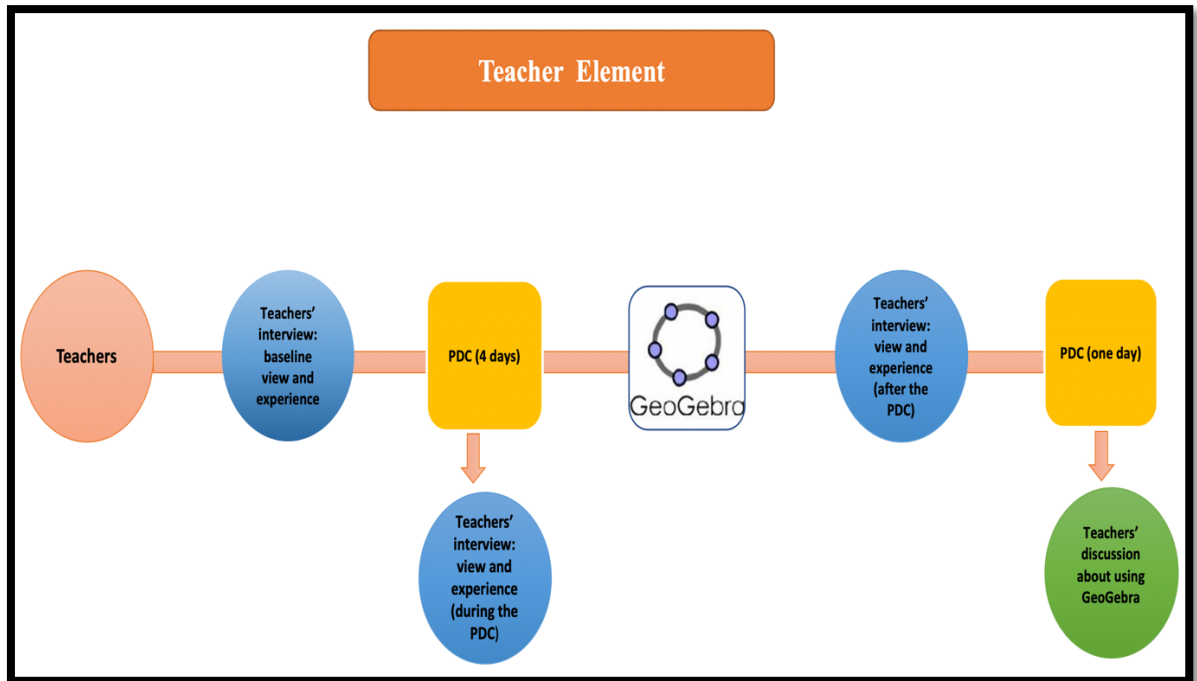 Teacher Element
Teachers
Teachers’
interview:
baseline
view and
experience
PDC (4 days)
GeoGebra
Teachers’
interview:
view and
experience
(after the
PDC)
PDC (one day)
Teachers’
interview:
view and
experience
(during the
PDC)
Teachers’
discussion
about using
GeoGebra